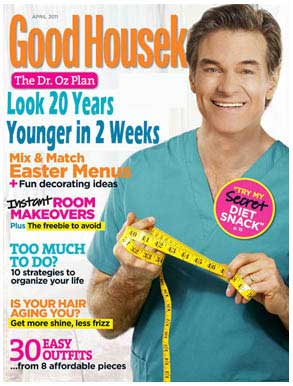 APRIL 2011
Good Housek
The Dr. Oz Plan
Look 20 Years
Younger in 2 Weeks
Mix & Match
Easter Menus
+ Fun decorating ideas
Instant ROOM
MAKEOVERS
Plus The freebie to avoid
TOO MUCH
TO DO?
10 strategies to
organize your life
IS YOUR HAIR
AGING YOU?
Get more shine, less frizz
30 EASY
OUTFITS
...from 8 affordable pieces
"TRY MY
Secret
DIET
SNACK"